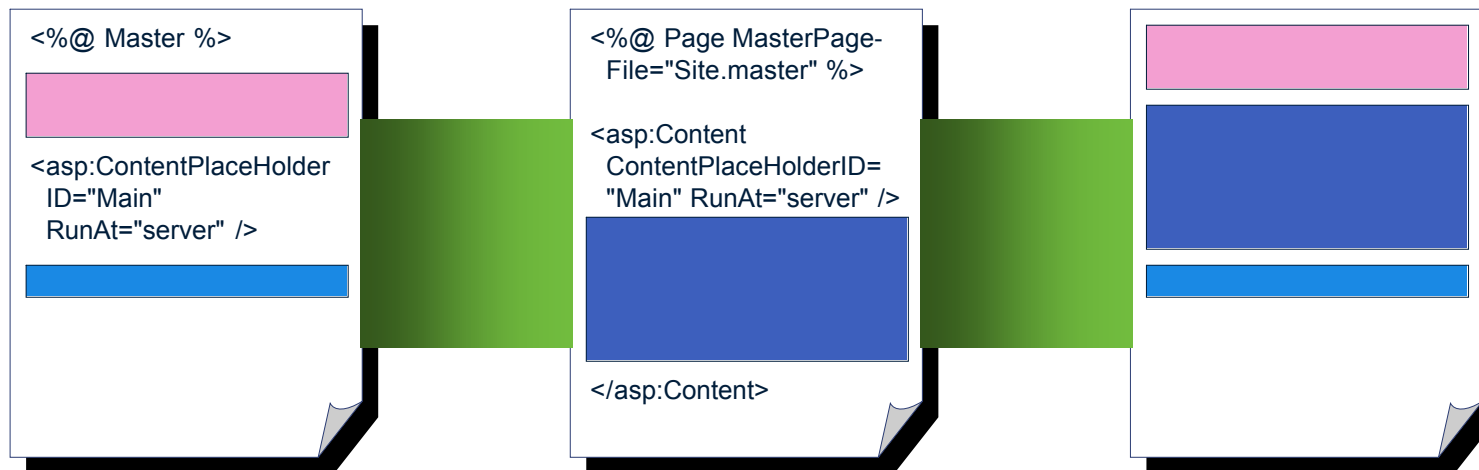 <%@ Master %>
<asp:ContentPlaceHolder
ID="Main"
RunAt="server" />
<%@ Page MasterPage-
File="Site.master" %>
<asp:Content
ContentPlaceHolderID=
"Main" RunAt="server" />
</asp:Content>